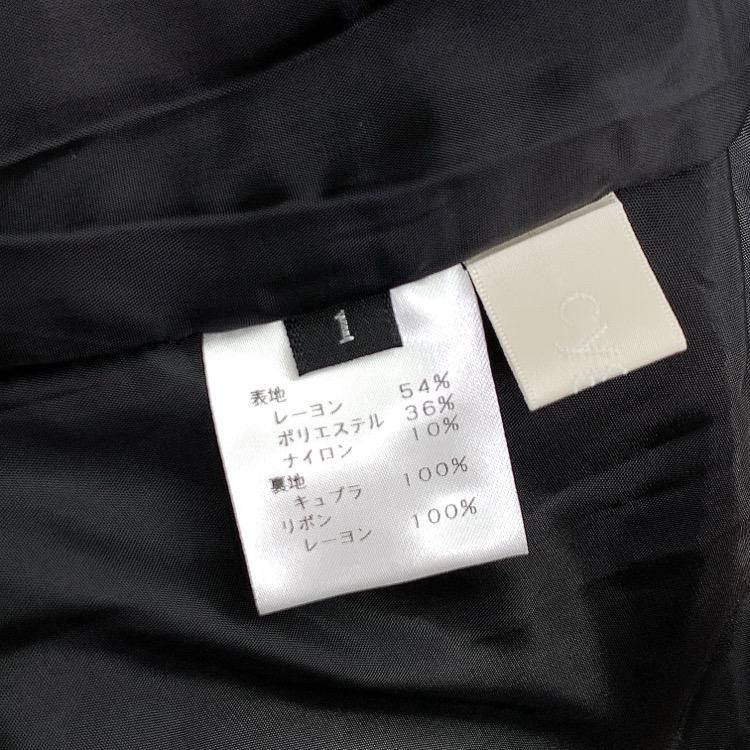 1
表地
レーヨン 54%
ポリエステル 36%
ナイロン 10%
裏地
キュプラ 100%
リボン
レーヨン 100%